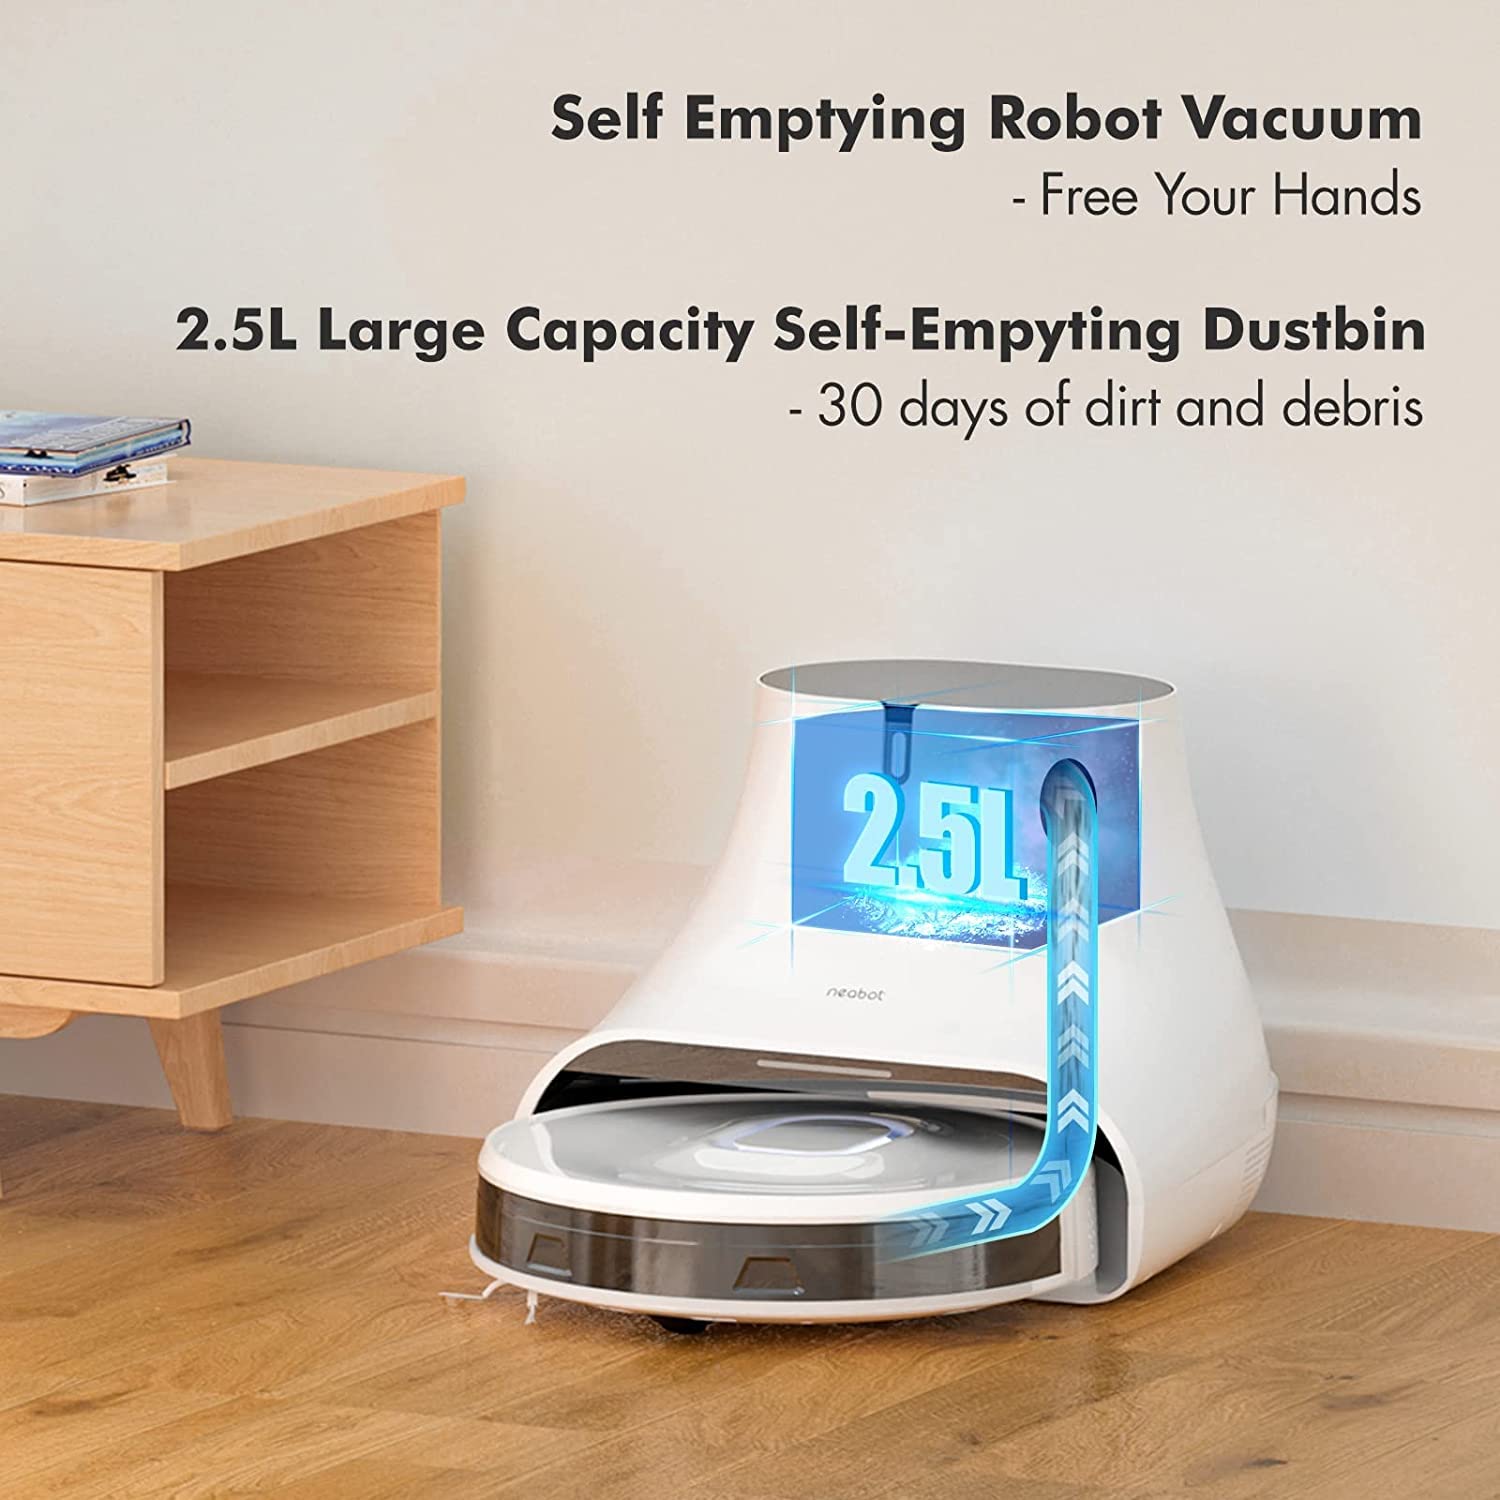 Self Emptying Robot Vacuum
- Free Your Hands
2.5L Large Capacity Self-Empyting Dustbin
- 30 days of dirt and debris
2.5L
neabot